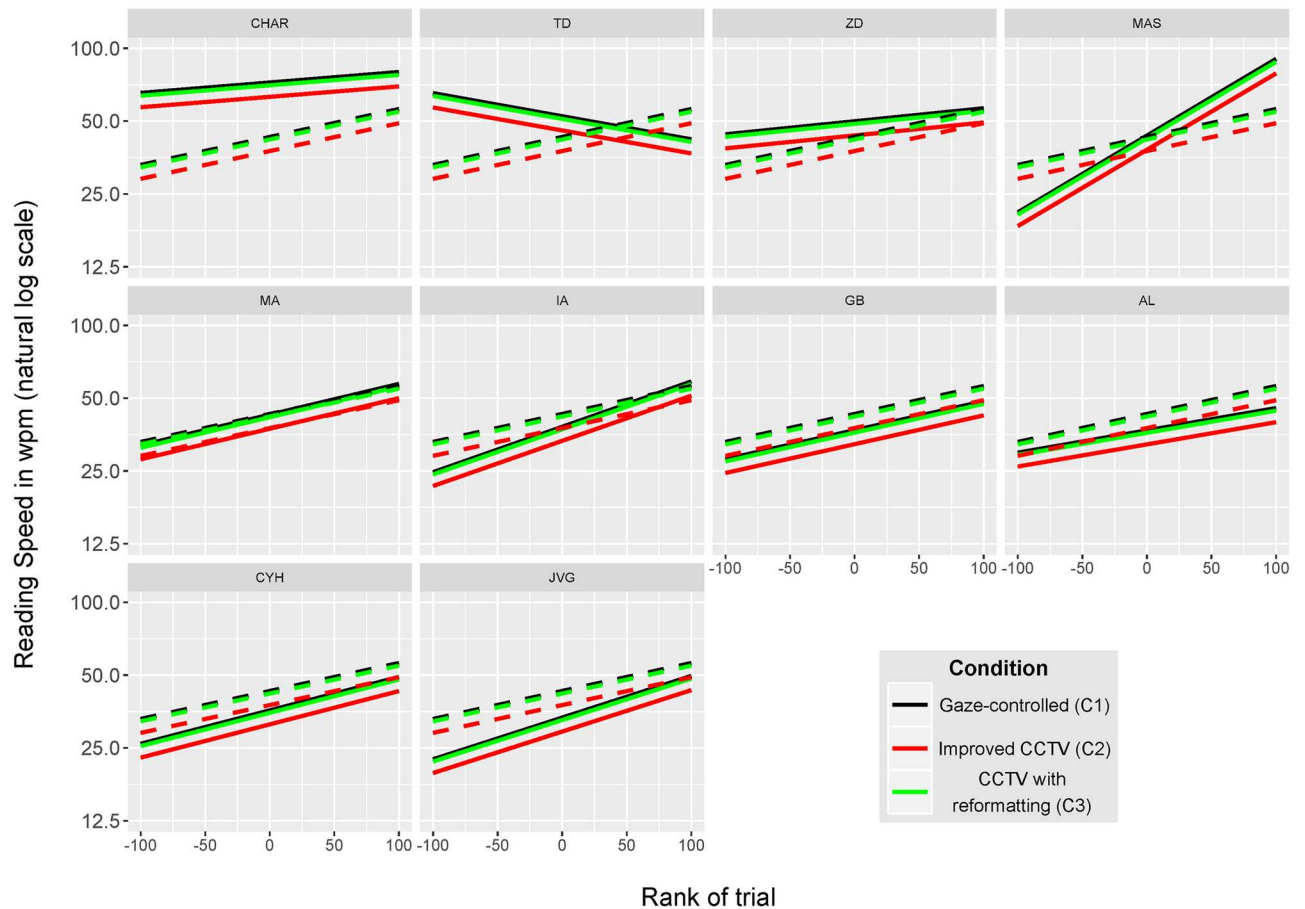 Reading Speed in wpm (natural log scale)
CHAR TD ZD MAS
100.0
50.0
25.0
12.5
MA IA GB AL
100.0
50.0
25.0
12.5
-100 -50 0 50 100 -100 -50 0 50 100
CYH JVG
100.0
50.0
25.0
12.5
-100 -50 0 50 100 -100 -50 0 50 100
Condition
Gaze-controlled (C1)
Improved CCTV (C2)
CCTV with
reformatting (C3)
Rank of trial